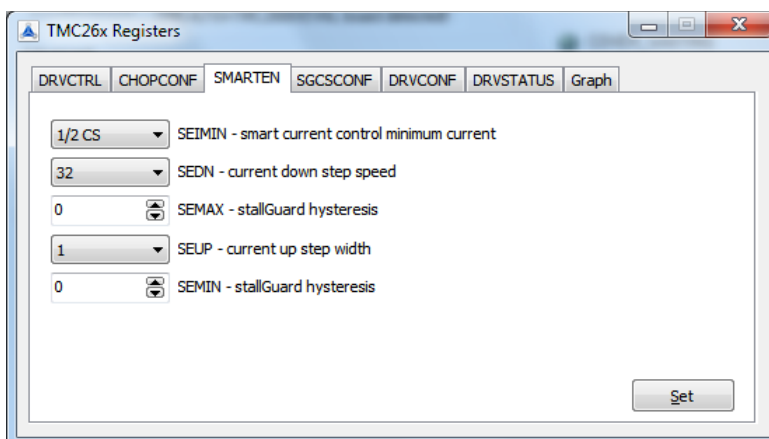 TMC26x Registers
DRVCTRL CHOPCONF SMARTEN SGCSCONF DRVCONF DRVSTATUS Graph
1/2 CS SEIMIN - smart current control minimum current
32 SEDN - current down step speed
0 SEMAX - stallGuard hysteresis
1 SEUP - current up step width
0 SEMIN - stallGuard hysteresis
Set